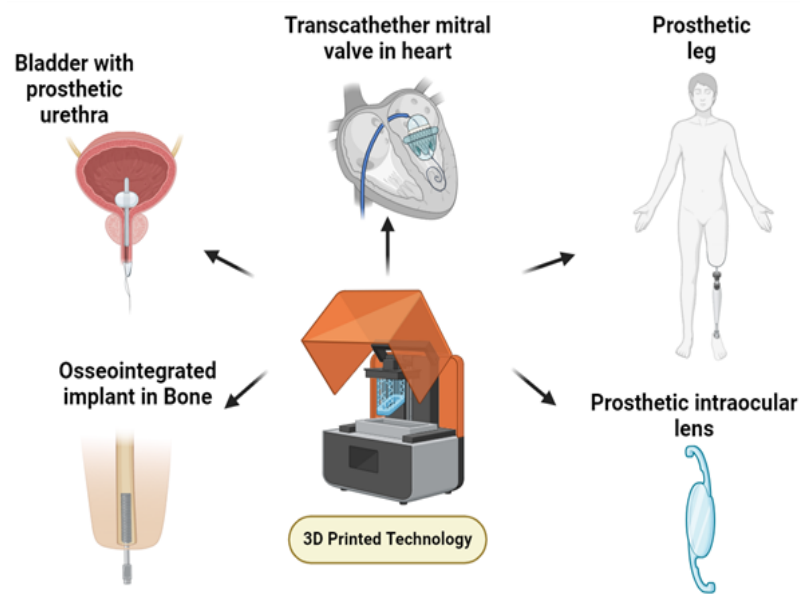 Transcathether mitral
valve in heart
Prosthetic
leg
Bladder with
prosthetic
urethra
Osseointegrated
implant in Bone
Prosthetic intraocular
lens
3D Printed Technology